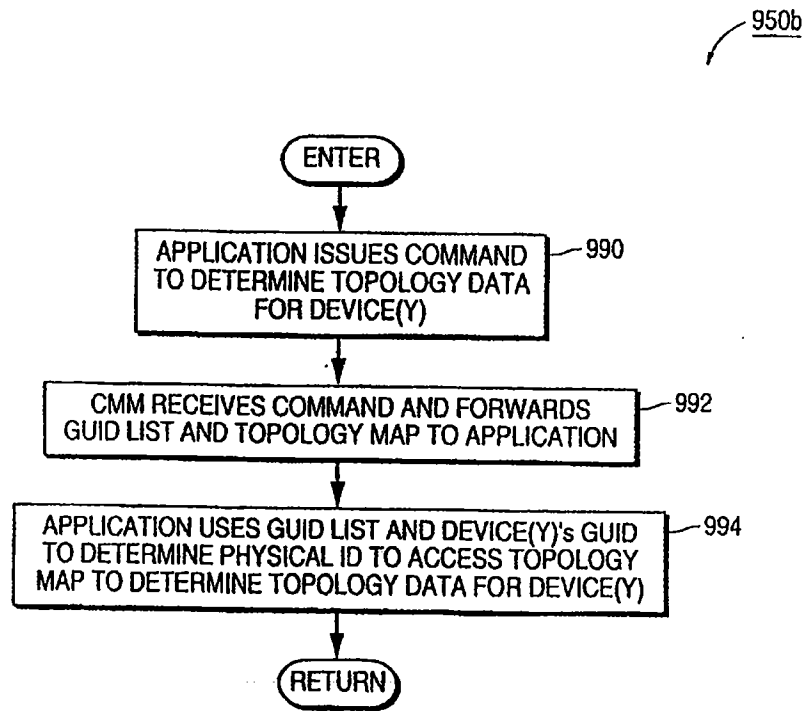 950b
ENTER
APPLICATION ISSUES COMMAND
TO DETERMINE TOPOLOGY DATA
FOR DEVICE(Y)
990
CMM RECEIVES COMMAND AND FORWARDS
GUID LIST AND TOPOLOGY MAP TO APPLICATION
992
APPLICATION USES GUID LIST AND DEVICE(Y)'s GUID
TO DETERMINE PHYSICAL ID TO ACCESS TOPOLOGY
MAP TO DETERMINE TOPOLOGY DATA FOR DEVICE(Y)
994
RETURN